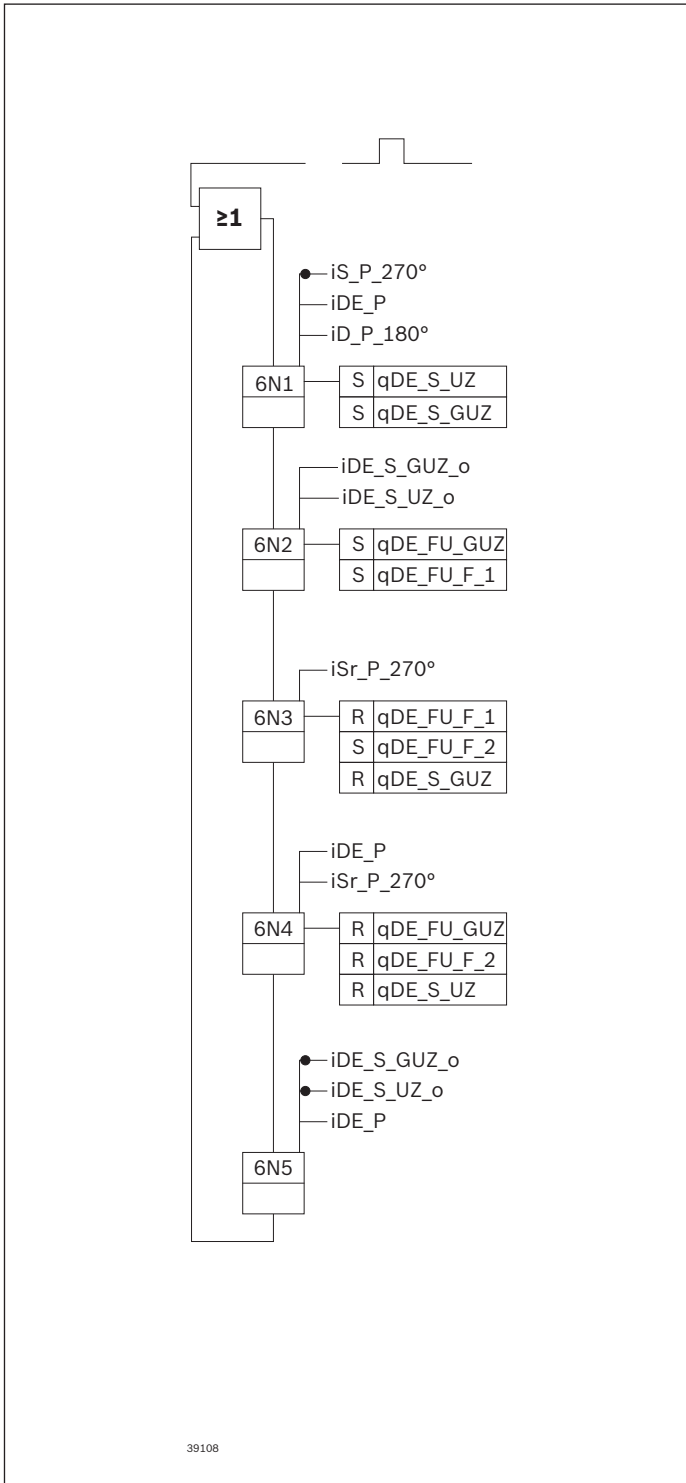 ≥1
iS_P_270°
iDE_P
iD_P_180°
6N1
S qDE_S_UZ
S qDE_S_GUZ
iDE_S_GUZ_o
iDE_S_UZ_o
6N2
S qDE_FU_GUZ
S qDE_FU_F_1
iSr_P_270°
6N3
R qDE_FU_F_1
S qDE_FU_F_2
R qDE_S_GUZ
iDE_P
iSr_P_270°
6N4
R qDE_FU_GUZ
R qDE_FU_F_2
R qDE_S_UZ
iDE_S_GUZ_o
iDE_S_UZ_o
iDE_P
6N5
39108